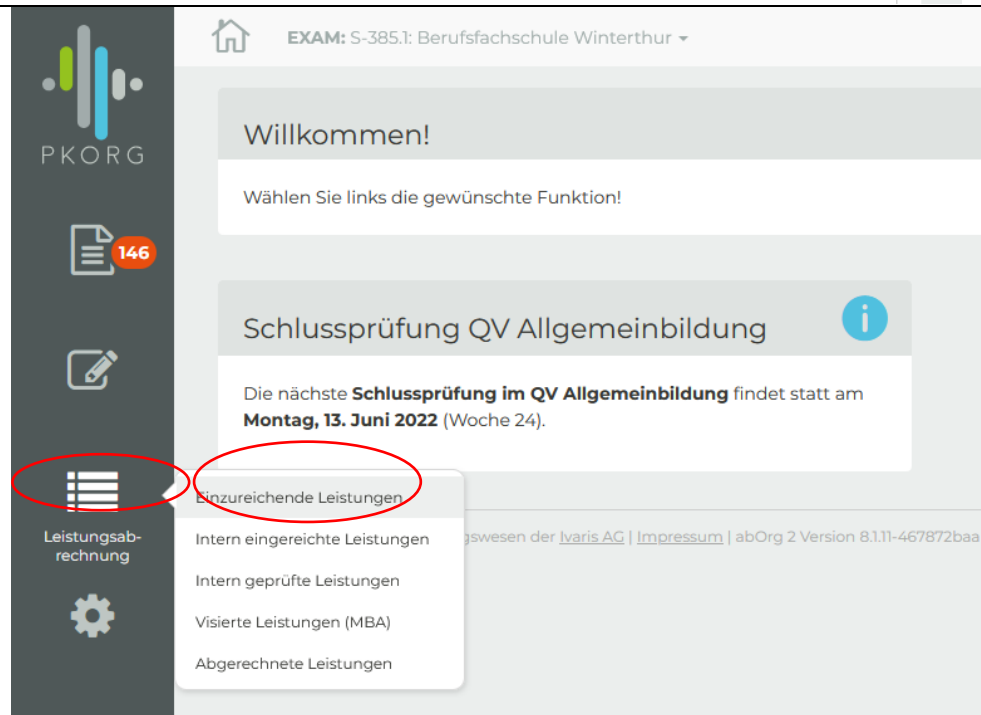 EXAM: S-385.1: Berufsfachschule Winterthur
PKORG
Willkommen!
Wählen Sie links die gewünschte Funktion!
146
Schlussprüfung QV Allgemeinbildung
i
Die nächste Schlussprüfung im QV Allgemeinbildung findet statt am
Montag, 13. Juni 2022 (Woche 24).
Leistungsab-
rechnung
Einzureichende Leistungen
Intern eingereichte Leistungen
Intern geprüfte Leistungen
Visierte Leistungen (MBA)
Abgerechnete Leistungen
der Ivaris AG | Impressum | abOrg 2 Version 8.1.11-467872baa